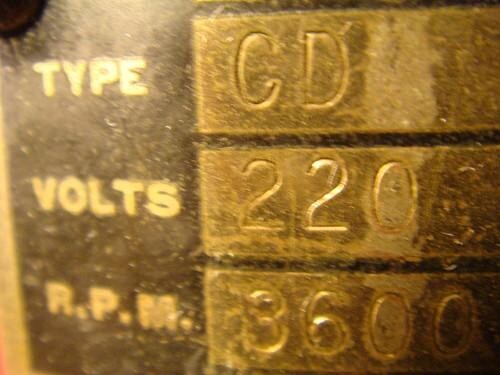 TYPE CD
VOLTS 220
R.P.M. 3600